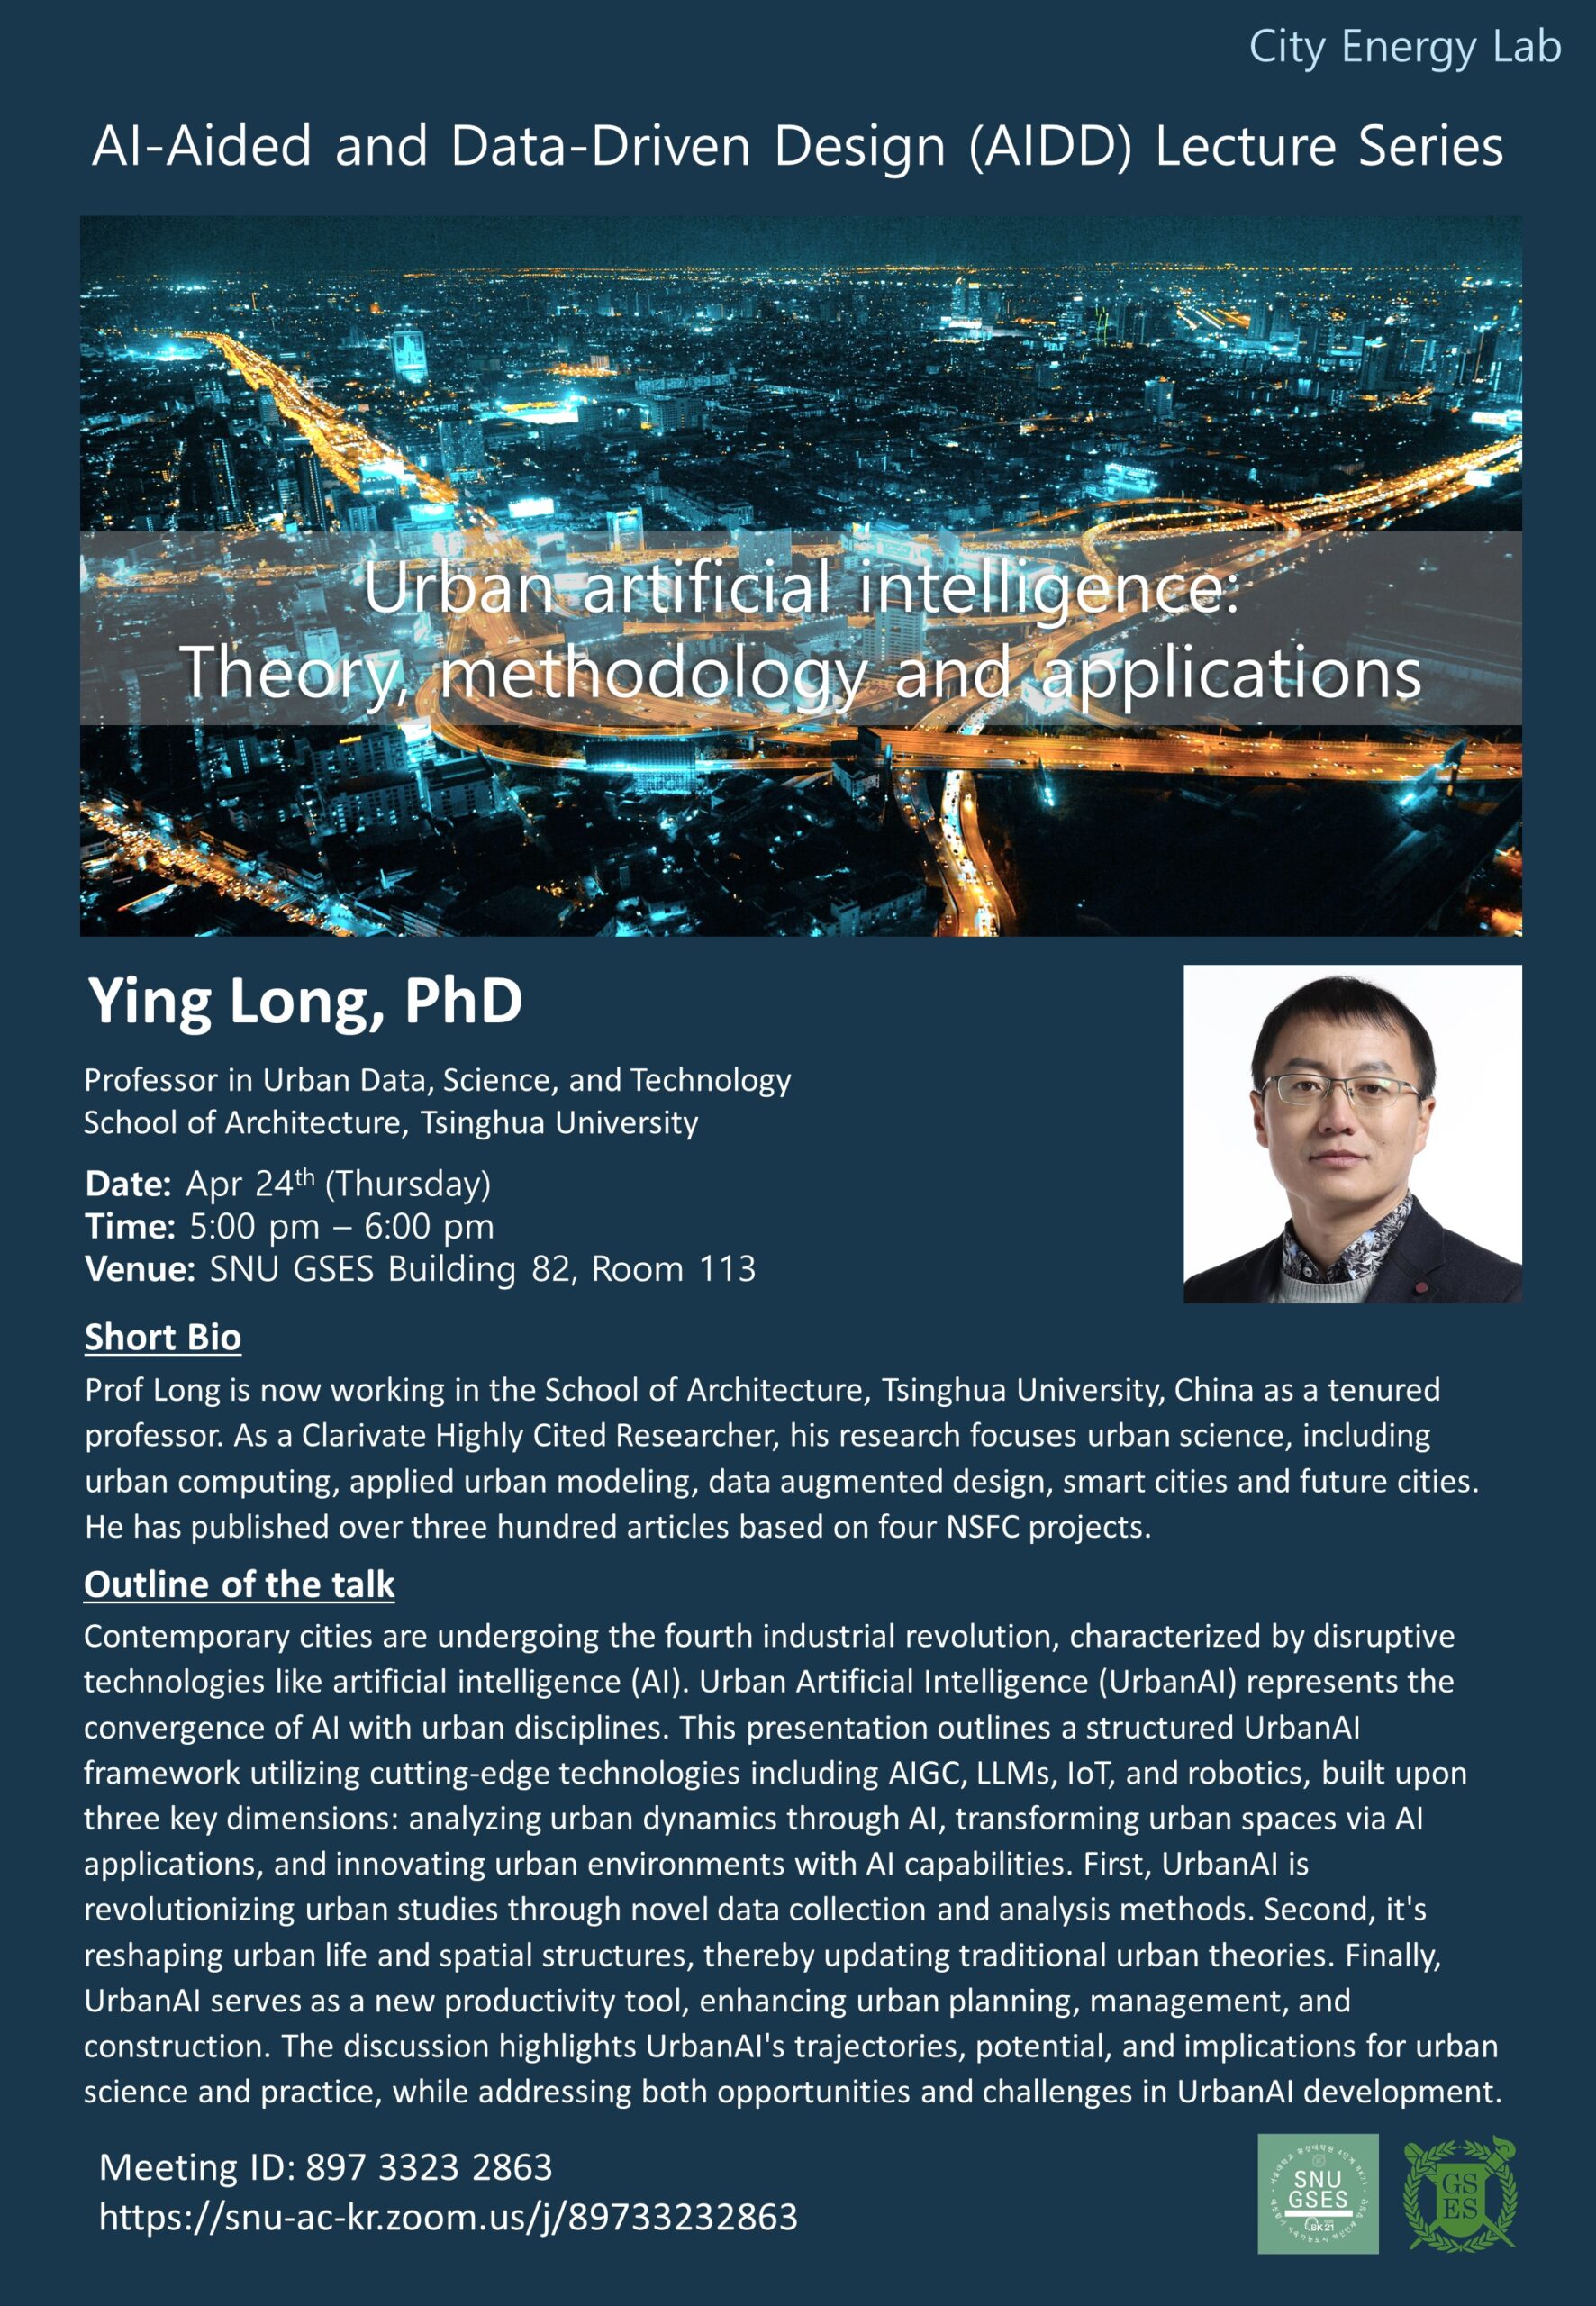 City Energy Lab
AI-Aided and Data-Driven Design (AIDD) Lecture Series
Urban artificial intelligence:
Theory, methodology and applications
Ying Long, PhD
Professor in Urban Data, Science, and Technology
School of Architecture, Tsinghua University
Date: Apr 24th (Thursday)
Time: 5:00 pm – 6:00 pm
Venue: SNU GSES Building 82, Room 113
Short Bio
Prof Long is now working in the School of Architecture, Tsinghua University, China as a tenured
professor. As a Clarivate Highly Cited Researcher, his research focuses urban science, including
urban computing, applied urban modeling, data augmented design, smart cities and future cities.
He has published over three hundred articles based on four NSFC projects.
Outline of the talk
Contemporary cities are undergoing the fourth industrial revolution, characterized by disruptive
technologies like artificial intelligence (AI). Urban Artificial Intelligence (UrbanAI) represents the
convergence of AI with urban disciplines. This presentation outlines a structured UrbanAI
framework utilizing cutting-edge technologies including AIGC, LLMs, IoT, and robotics, built upon
three key dimensions: analyzing urban dynamics through AI, transforming urban spaces via AI
applications, and innovating urban environments with AI capabilities. First, UrbanAI is
revolutionizing urban studies through novel data collection and analysis methods. Second, it's
reshaping urban life and spatial structures, thereby updating traditional urban theories. Finally,
UrbanAI serves as a new productivity tool, enhancing urban planning, management, and
construction. The discussion highlights UrbanAI's trajectories, potential, and implications for urban
science and practice, while addressing both opportunities and challenges in UrbanAI development.
Meeting ID: 897 3323 2863
https://snu-ac-kr.zoom.us/j/89733232863
SNU
GSES
BK21
GS
ES